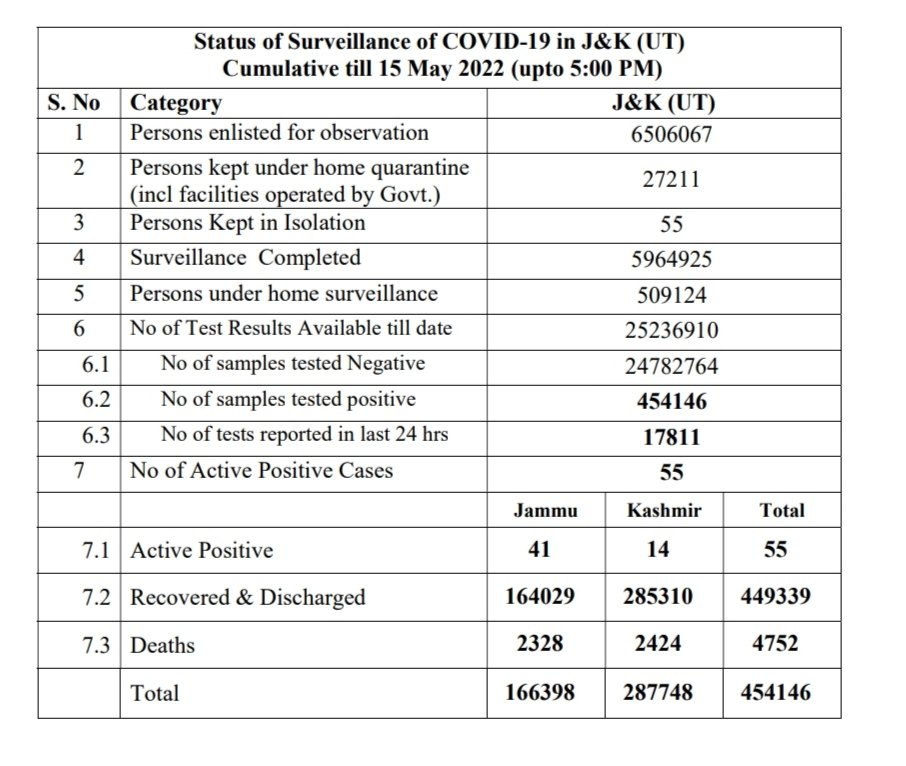 Status of Surveillance of COVID-19 in J&K (UT)
Cumulative till 15 May 2022 (upto 5:00 PM)
S. No Category J&K (UT)
1 Persons enlisted for observation 6506067
2 Persons kept under home quarantine
(incl facilities operated by Govt.) 27211
3 Persons Kept in Isolation 55
4 Surveillance Completed 5964925
5 Persons under home surveillance 509124
6 No of Test Results Available till date 25236910
6.1 No of samples tested Negative 24782764
6.2 No of samples tested positive 454146
6.3 No of tests reported in last 24 hrs 17811
7 No of Active Positive Cases 55
Jammu Kashmir Total
7.1 Active Positive 41 14 55
7.2 Recovered & Discharged 164029 285310 449339
7.3 Deaths 2328 2424 4752
Total 166398 287748 454146